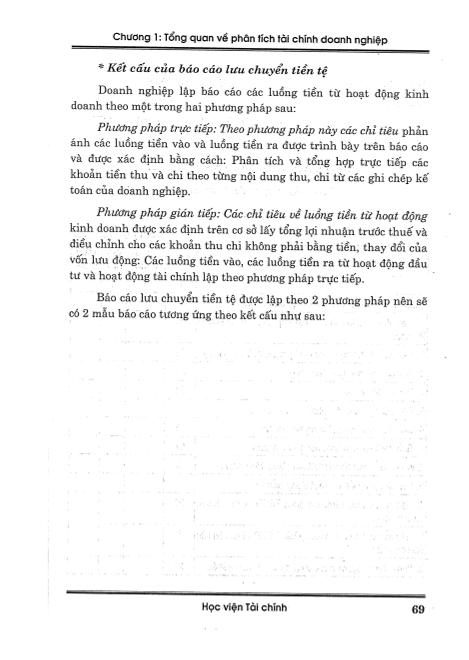 Chương 1: Tổng quan về phân tích tài chính doanh nghiệp
* Kết cấu của báo cáo lưu chuyển tiền tệ
Doanh nghiệp lập báo cáo các luồng tiền từ hoạt động kinh
doanh theo một trong hai phương pháp sau:
Phương pháp trực tiếp: Theo phương pháp này các chỉ tiêu phản
ánh các luồng tiền vào và luồng tiền ra được trình bày trên báo cáo
và được xác định bằng cách: Phân tích và tổng hợp trực tiếp các
khoản tiền thu và chi theo từng nội dung thu, chi từ các ghi chép kế
toán của doanh nghiệp.
Phương pháp gián tiếp: Các chỉ tiêu về luồng tiền từ hoạt động
kinh doanh được xác định trên cơ sở lấy tổng lợi nhuận trước thuế và
điều chỉnh cho các khoản thu chi không phải bằng tiền, thay đổi của
vốn lưu động: Các luồng tiền vào, các luồng tiền ra từ hoạt động đầu
tư và hoạt động tài chính lập theo phương pháp trực tiếp.
Báo cáo lưu chuyển tiền tệ được lập theo 2 phương pháp nên sẽ
có 2 mẫu báo cáo tương ứng theo kết cấu như sau:
Học viện Tài chính
69